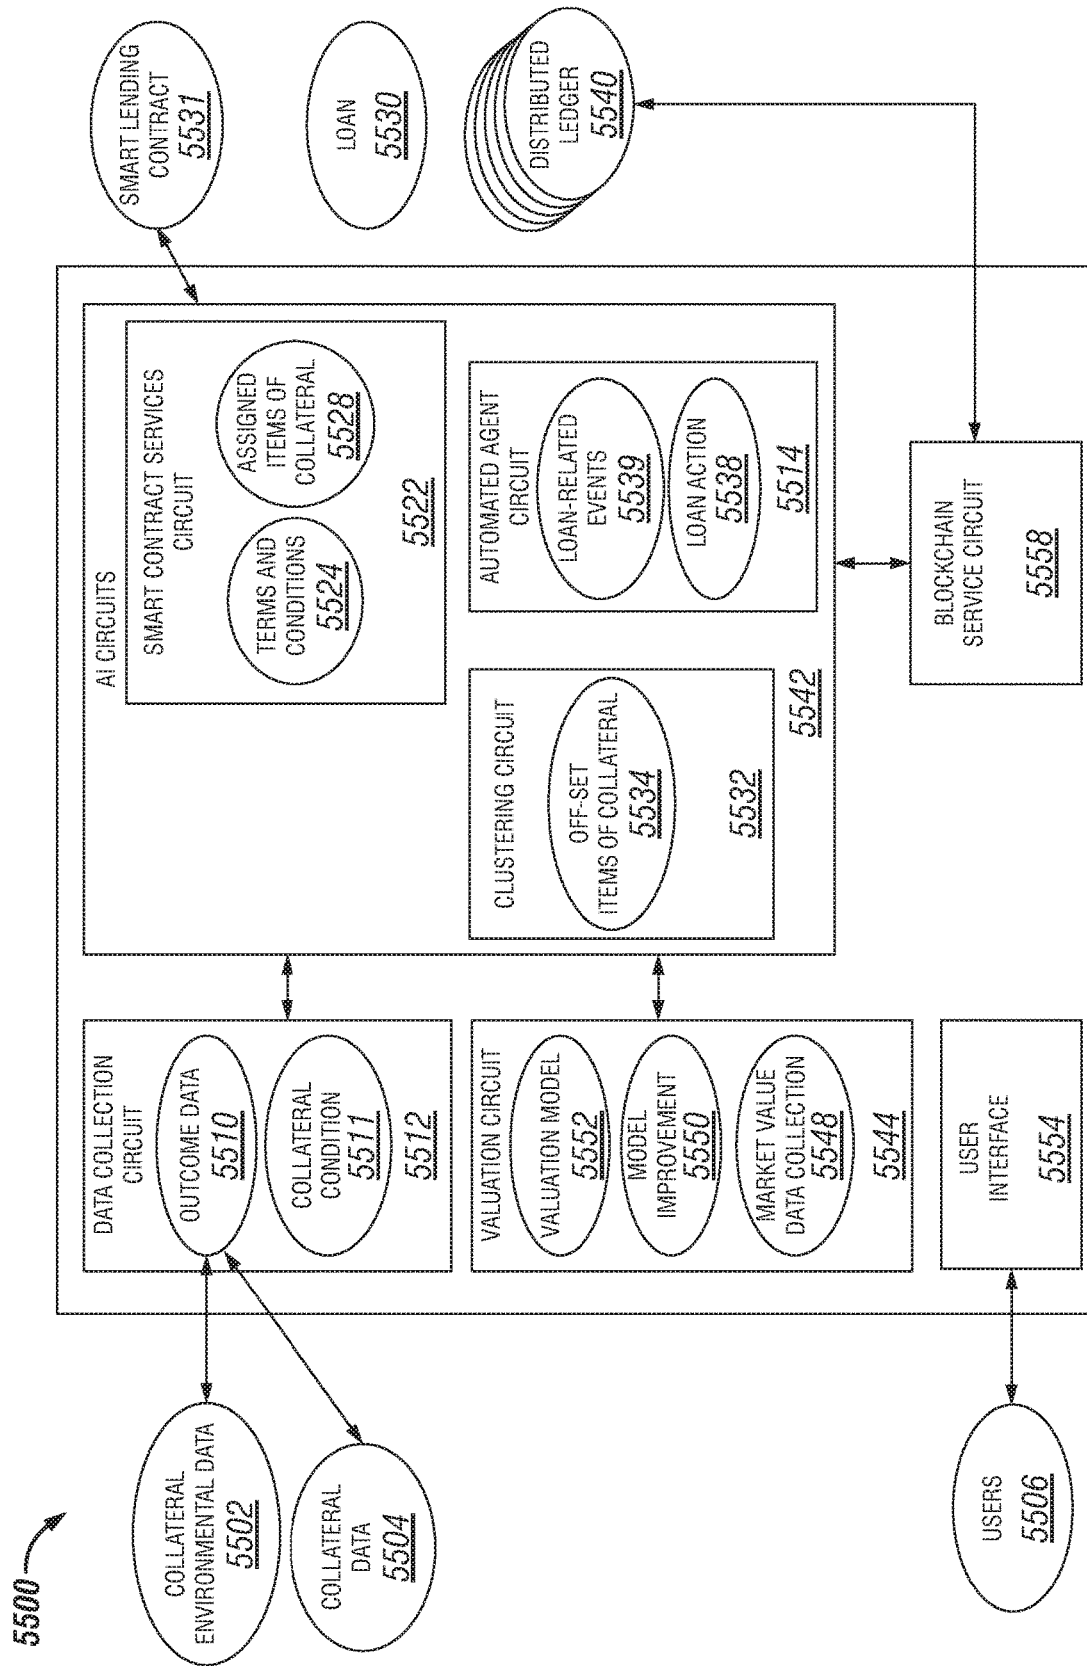 5500
COLLATERAL
ENVIRONMENTAL DATA
5502
COLLATERAL
DATA
5504
USERS
5506
DATA COLLECTION
CIRCUIT
OUTCOME DATA
5510
COLLATERAL
CONDITION
5511
5512
VALUATION CIRCUIT
VALUATION MODEL
5552
MODEL
IMPROVEMENT
5550
MARKET VALUE
DATA COLLECTION
5548
5544
USER
INTERFACE
5554
AI CIRCUITS
SMART CONTRACT SERVICES
CIRCUIT
TERMS AND
CONDITIONS
5524
ASSIGNED
ITEMS OF
COLLATERAL
5528
5522
CLUSTERING CIRCUIT
OFF-SET
ITEMS OF COLLATERAL
5534
5532
AUTOMATED AGENT
CIRCUIT
LOAN-RELATED
EVENTS
5539
LOAN ACTION
5538
5514
5542
BLOCKCHAIN
SERVICE CIRCUIT
5558
SMART LENDING
CONTRACT
5531
LOAN
5530
DISTRIBUTED
LEDGER
5540